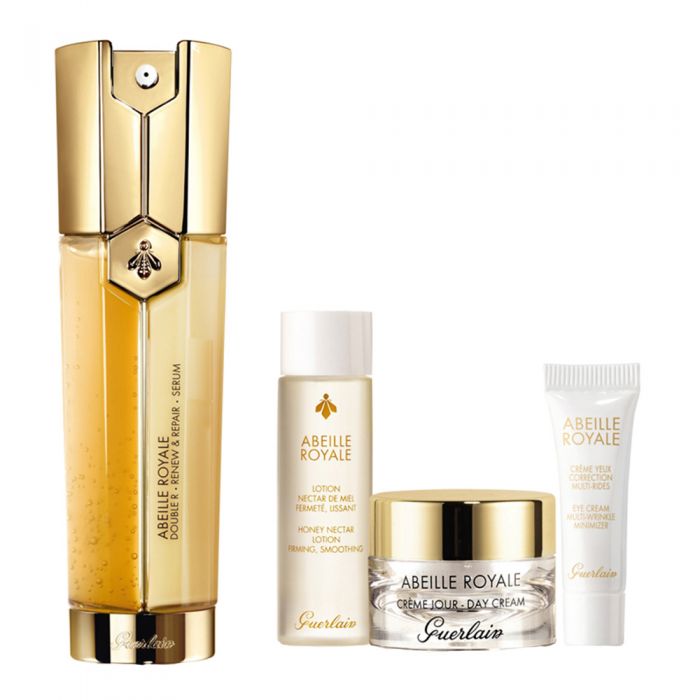 ABEILLE ROYALE
DOUBLE R • RENEW & REPAIR • SERUM
Guerlain
ABEILLE
ROYALE
LOTION
NECTAR DE MIEL
FERMETÉ, LISSANT
HONEY NECTAR
LOTION
FIRMING, SMOOTHING
Guerlain
ABEILLE ROYALE
CRÈME JOUR - DAY CREAM
Guerlain
ABEILLE
ROYALE
CRÈME YEUX
CORRECTION
MULTI-RIDES
EYE CREAM
MULTI-WRINKLE
MINIMIZER
Guerlain